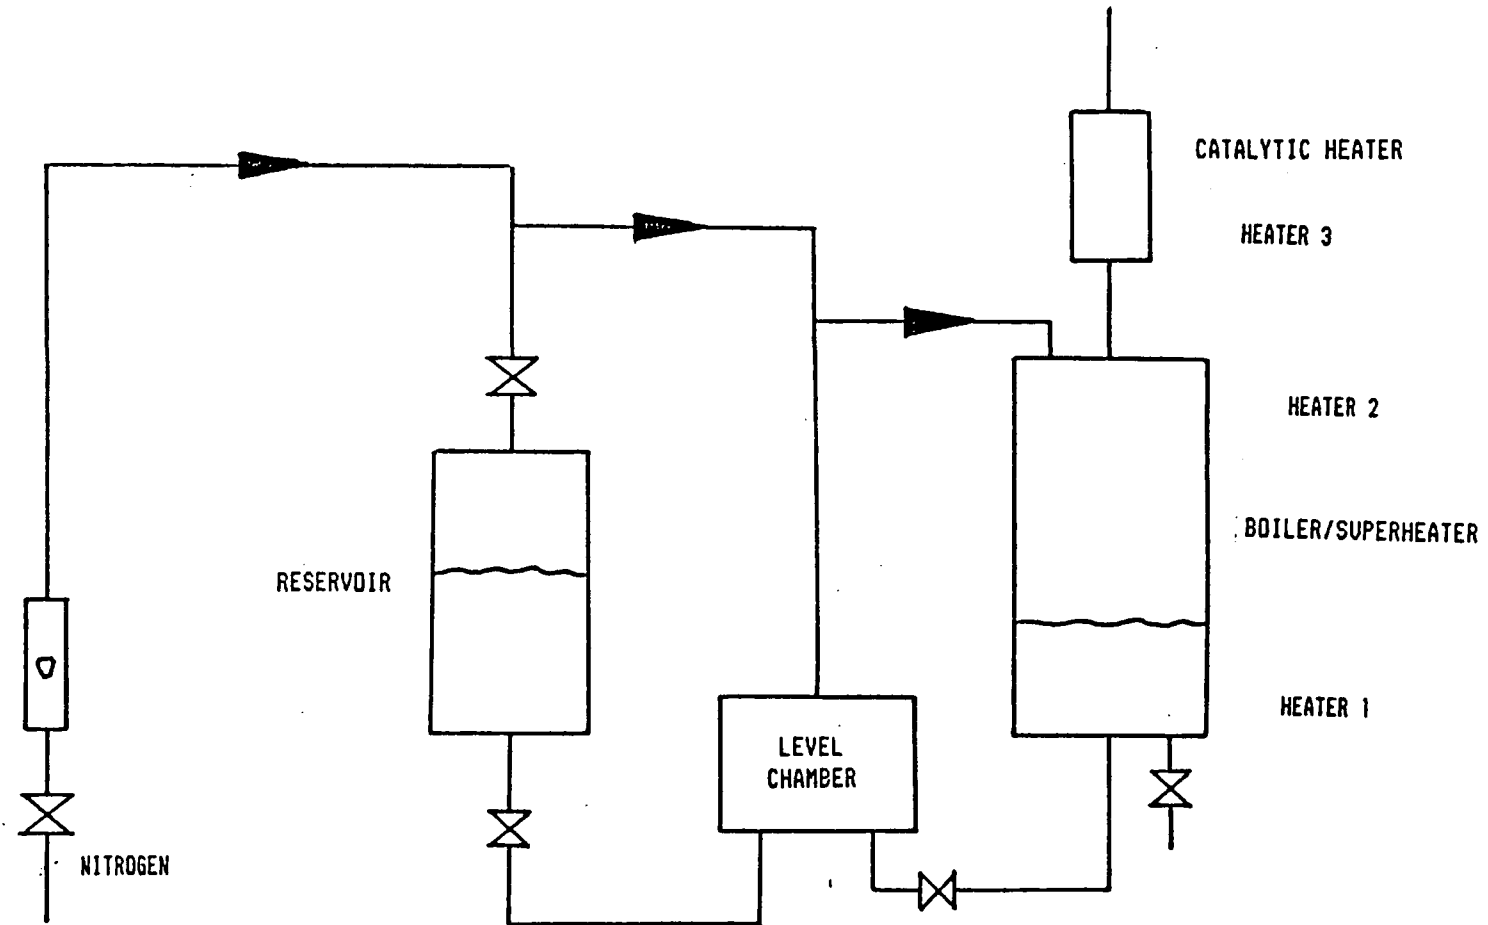 CATALYTIC HEATER
HEATER 3
HEATER 2
BOILER/SUPERHEATER
RESERVOIR
HEATER 1
LEVEL
CHAMBER
NITROGEN